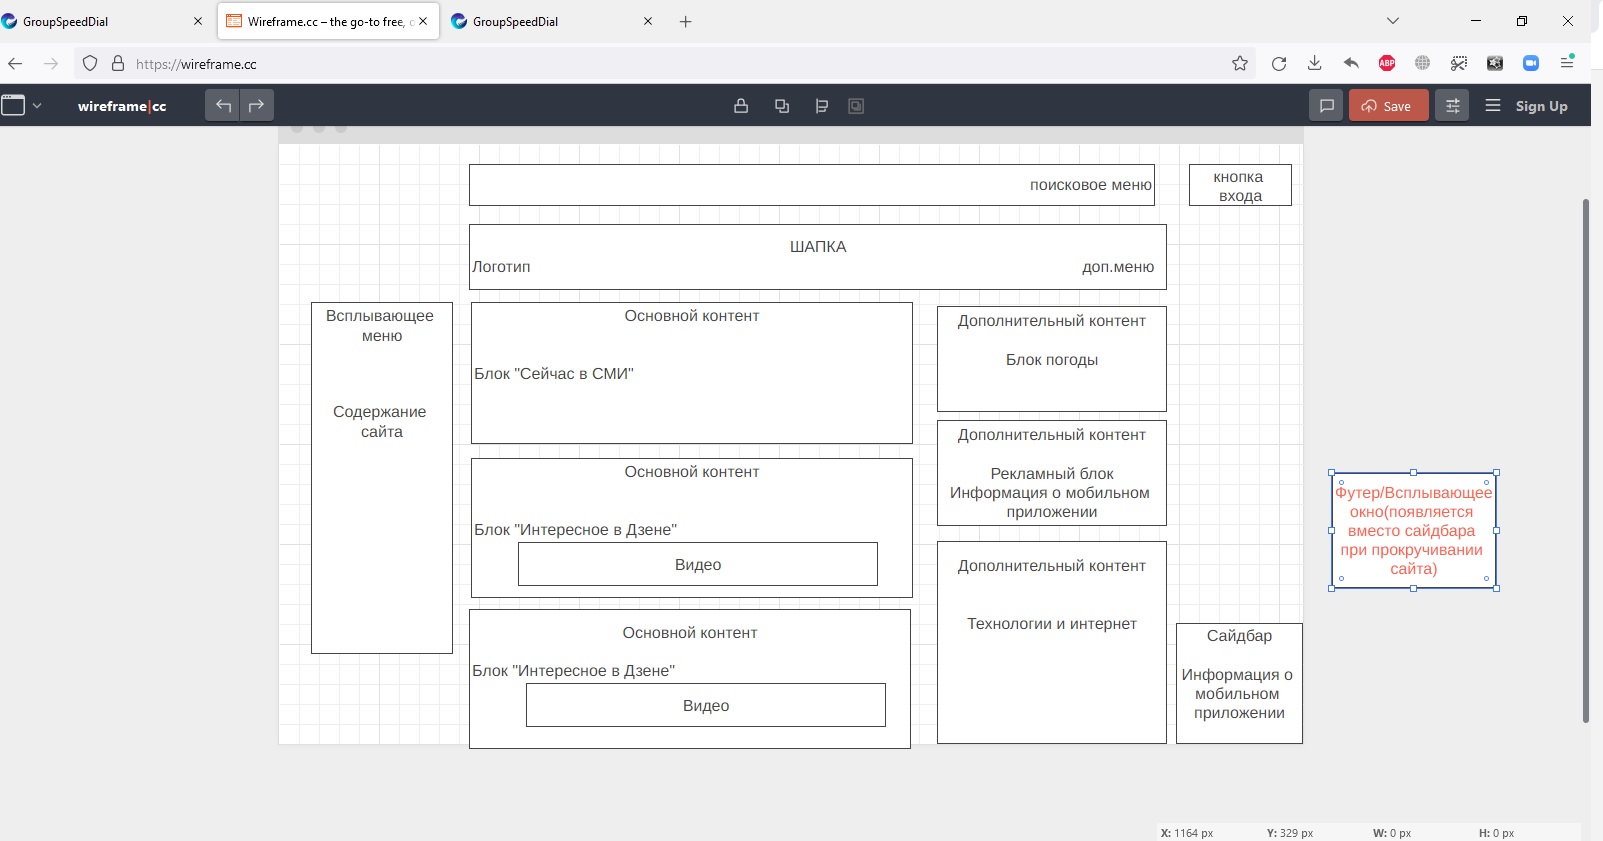 GroupSpeedDial
Wireframe.cc – the go-to free, o
GroupSpeedDial
https://wireframe.cc
ABP
wireframe|cc
Save
Sign Up
поисковое меню
кнопка
входа
ШАПКА
Логотип
доп.меню
Всплывающее
меню
Содержание
сайта
Основной контент
Блок "Сейчас в СМИ"
Основной контент
Блок "Интересное в Дзене"
Видео
Основной контент
Блок "Интересное в Дзене"
Видео
Дополнительный контент
Блок погоды
Дополнительный контент
Рекламный блок
Информация о мобильном
приложении
Дополнительный контент
Технологии и интернет
Сайдбар
Информация о
мобильном
приложении
Футер/Всплывающее
окно(появляется
вместо сайдбара
при прокручивании
сайта)
X: 1164 px
Y: 329 px
W: 0 px
H: 0 px